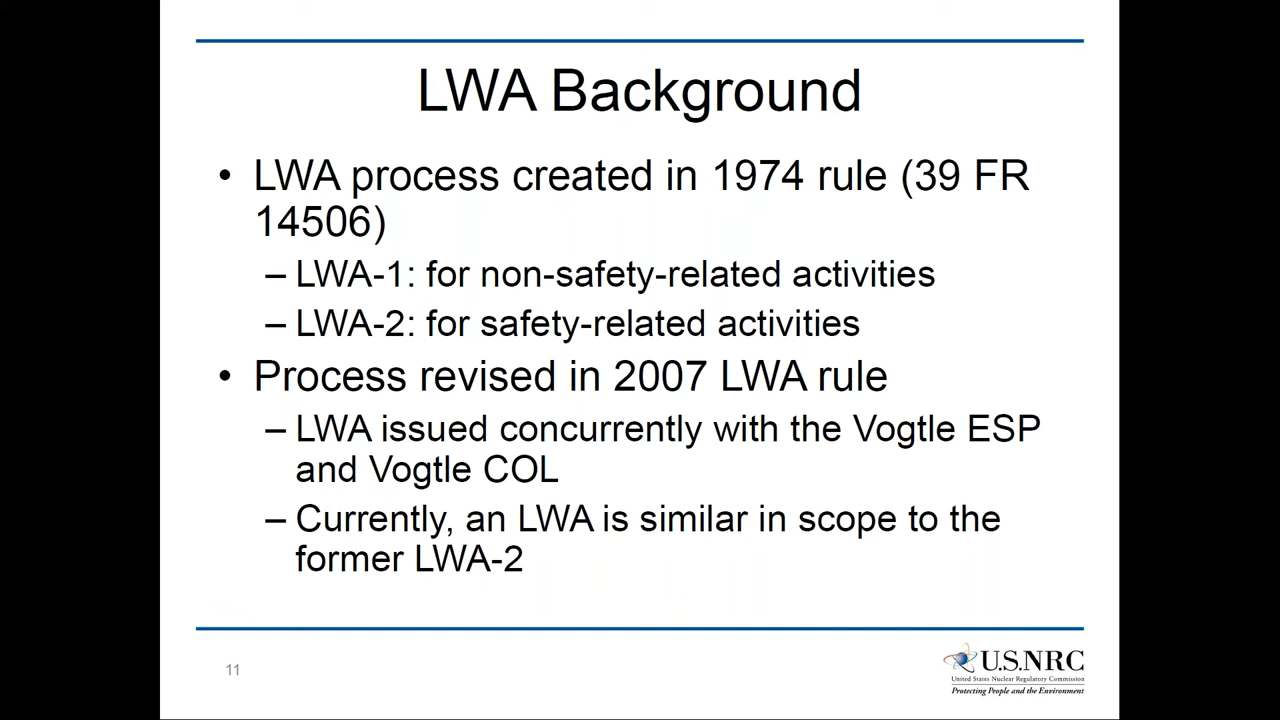 LWA Background
• LWA process created in 1974 rule (39 FR
14506)
– LWA-1: for non-safety-related activities
– LWA-2: for safety-related activities
• Process revised in 2007 LWA rule
– LWA issued concurrently with the Vogtle ESP
and Vogtle COL
– Currently, an LWA is similar in scope to the
former LWA-2
11
U.S.NRC
United States Nuclear Regulatory Commission
Protecting People and the Environment